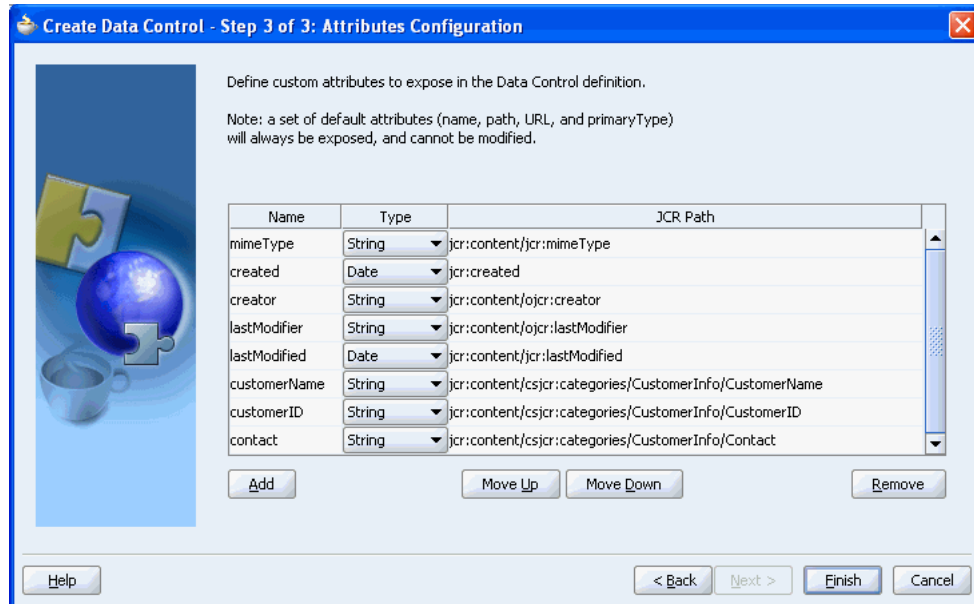 Create Data Control - Step 3 of 3: Attributes Configuration
Define custom attributes to expose in the Data Control definition.
Note: a set of default attributes (name, path, URL, and primaryType)
will always be exposed, and cannot be modified.
Name Type JCR Path
mimeType String jcr:content/jcr:mimeType
created Date jcr:created
creator String jcr:content/ojcr:creator
lastModifier String jcr:content/ojcr:lastModifier
lastModified Date jcr:content/jcr:lastModified
customerName String jcr:content/csjcr:categories/CustomerInfo/CustomerName
customerID String jcr:content/csjcr:categories/CustomerInfo/CustomerID
contact String jcr:content/csjcr:categories/CustomerInfo/Contact
Add Move Up Move Down Remove
Help < Back Next > Finish Cancel